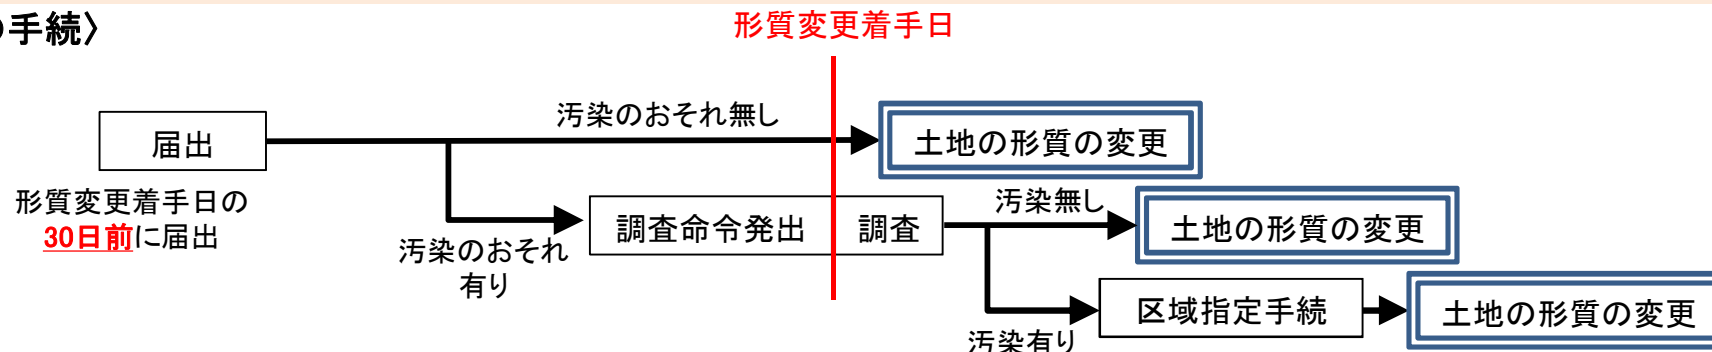 の手続〉
形質変更着手日
汚染のおそれ無し
届出
土地の形質の変更
形質変更着手日の
30日前に届出
汚染のおそれ
有り
調査命令発出
調査
汚染無し
土地の形質の変更
汚染有り
区域指定手続
土地の形質の変更